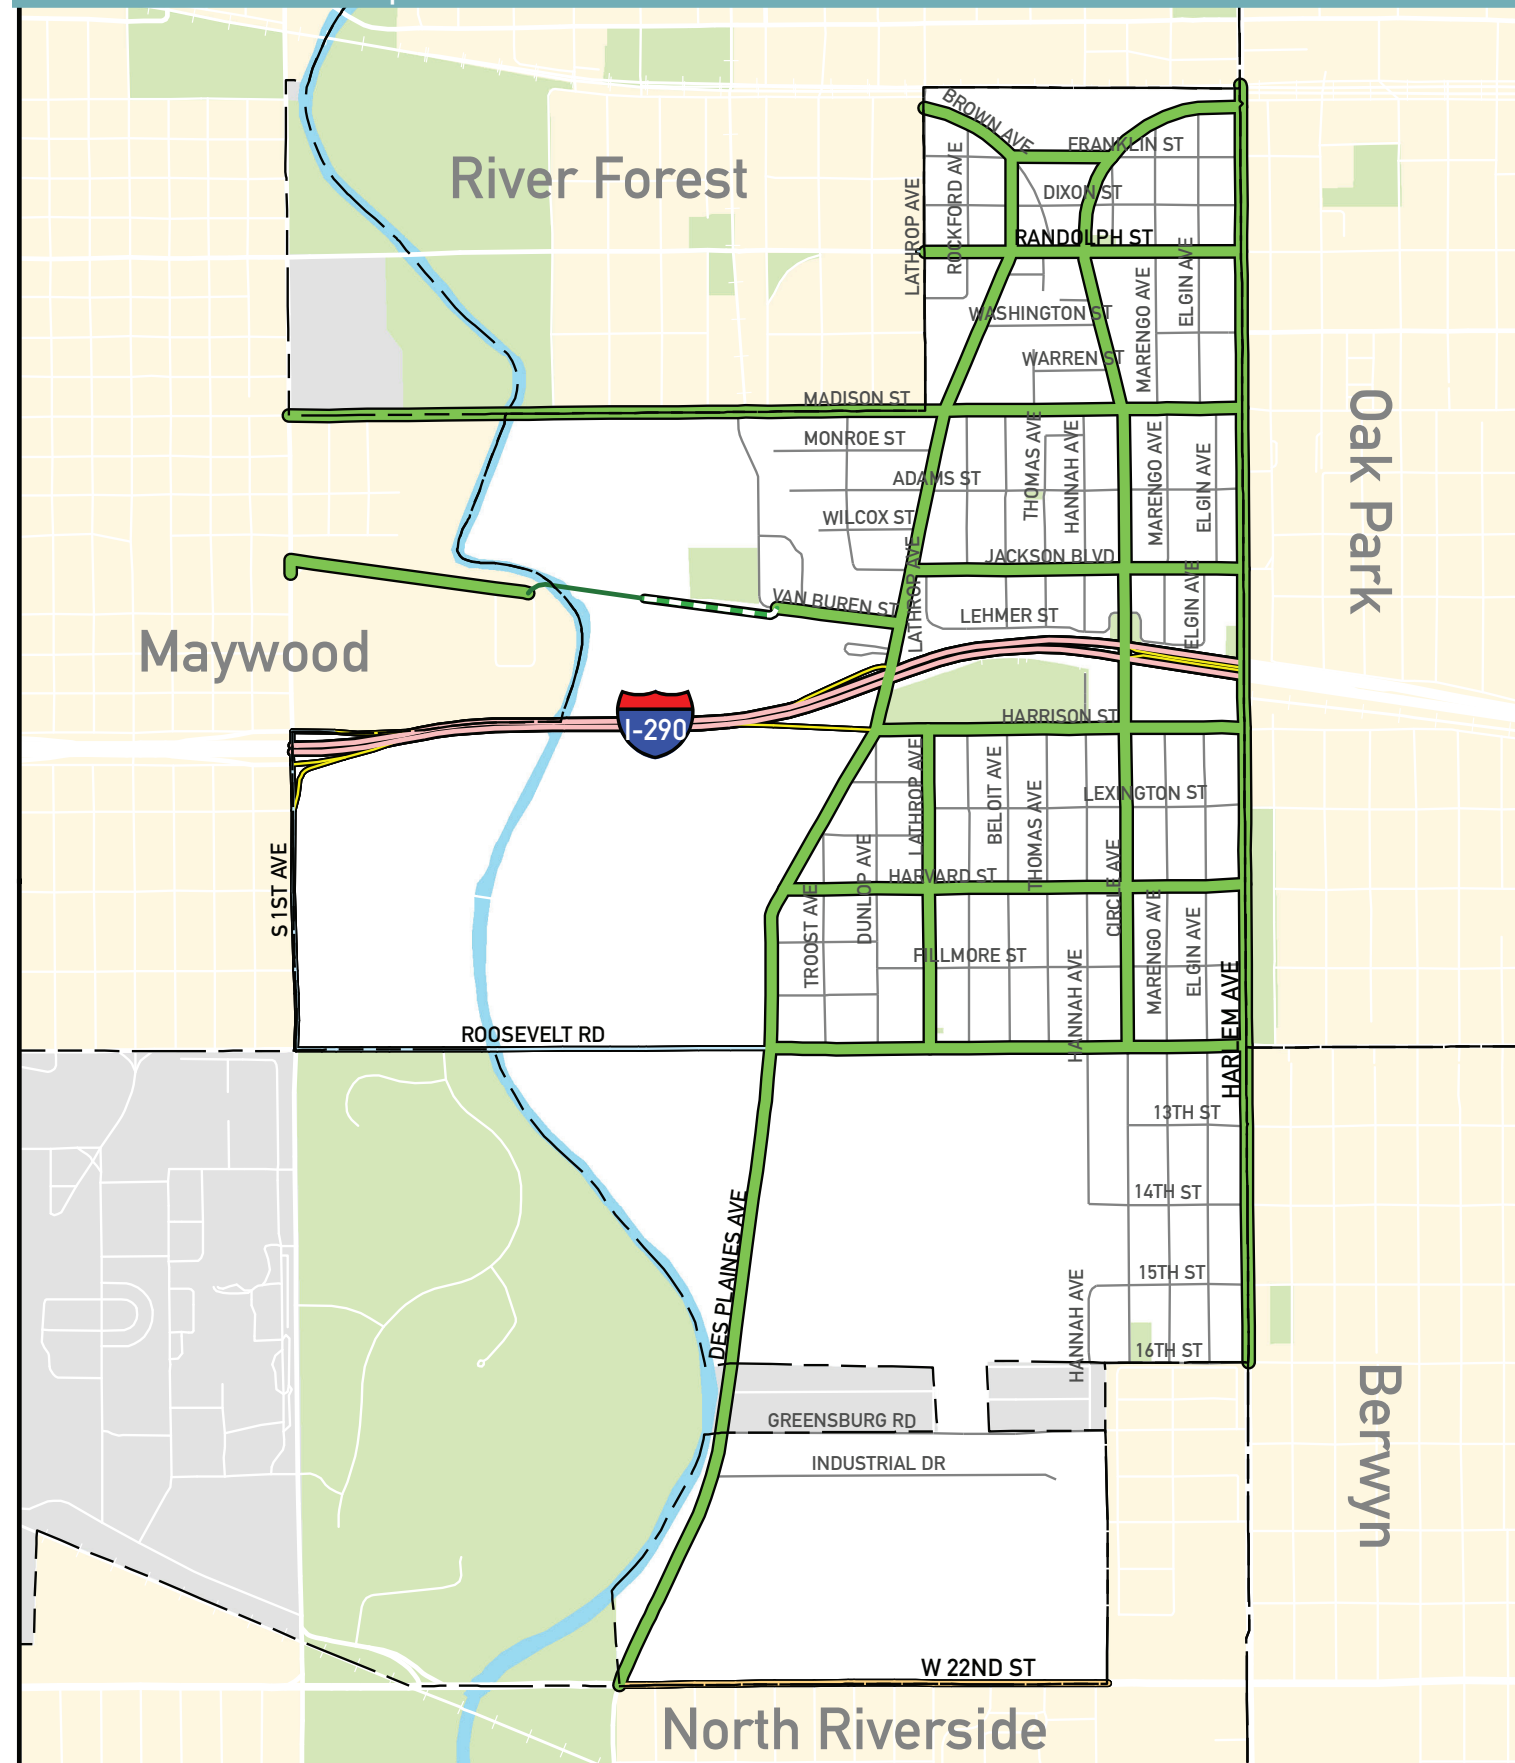 BROWN AVE
FRANKLIN ST
River Forest
LATHROP AVE
ROCKFORD AVE
DIXON ST
RANDOLPH ST
MARENGO AVE
ELGIN AVE
WASHINGTON ST
WARREN ST
MADISON ST
Oak Park
MONROE ST
THOMAS AVE
HANNAH AVE
MARENGO AVE
ELGIN AVE
ADAMS ST
WILCOX ST
LATHROP AVE
JACKSON BLVD
ELGIN AVE
VAN BUREN ST
LEHMER ST
Maywood
I-290
HARRISON ST
LATHROP AVE
BELOIT AVE
THOMAS AVE
LEXINGTON ST
S 1ST AVE
DUNLOP AVE
CIRCLE AVE
HARVARD ST
TROOST AVE
MARENGO AVE
ELGIN AVE
FILLMORE ST
HANNAH AVE
HARLEM AVE
ROOSEVELT RD
13TH ST
14TH ST
DES PLAINES AVE
15TH ST
HANNAH AVE
16TH ST
Berwyn
GREENSBURG RD
INDUSTRIAL DR
W 22ND ST
North Riverside